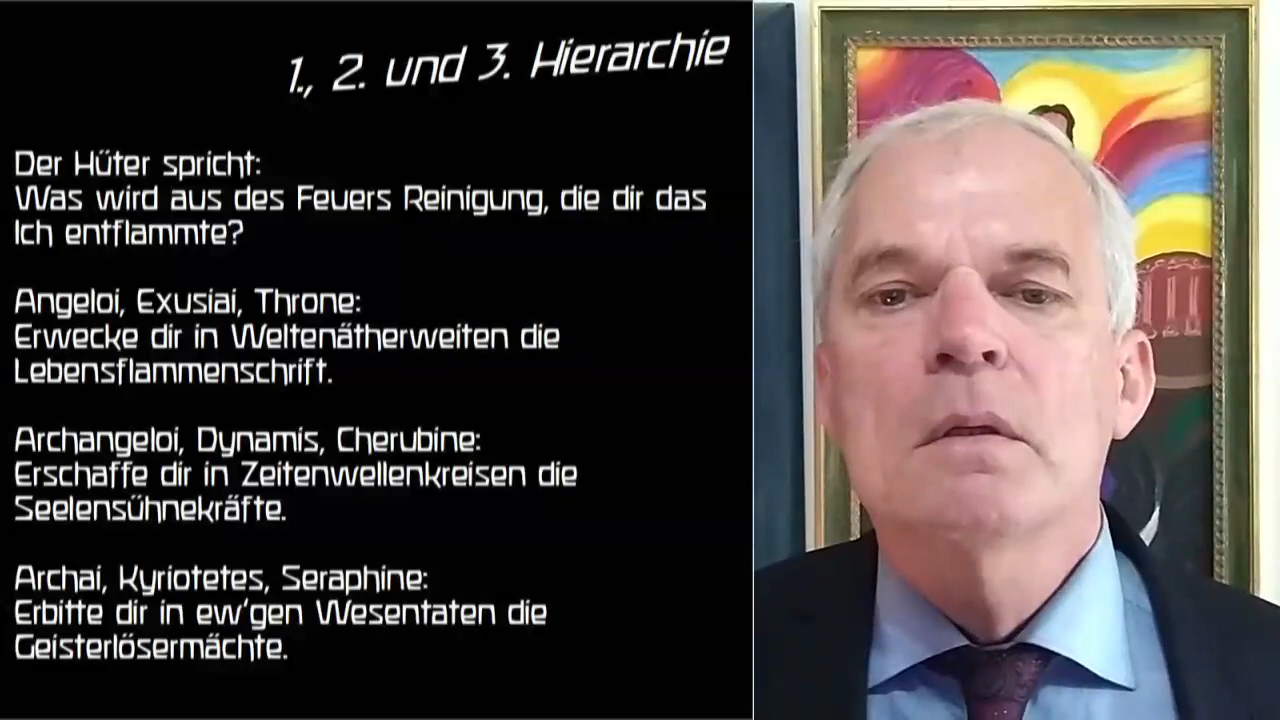 1., 2. und 3. Hierarchie
Der Hüter spricht:
Was wird aus des Feuers Reinigung, die dir das
Ich entflammte?
Angeloi, Exusiai, Throne:
Erwecke dir in Weltenätherweiten die
Lebensflammenschrift.
Archangeloi, Dynamis, Cherubine:
Erschaffe dir in Zeitenwellenkreisen die
Seelensühnekräfte.
Archai, Kyriotetes, Seraphine:
Erbitte dir in ew'gen Wesentaten die
Geisterlösermächte.